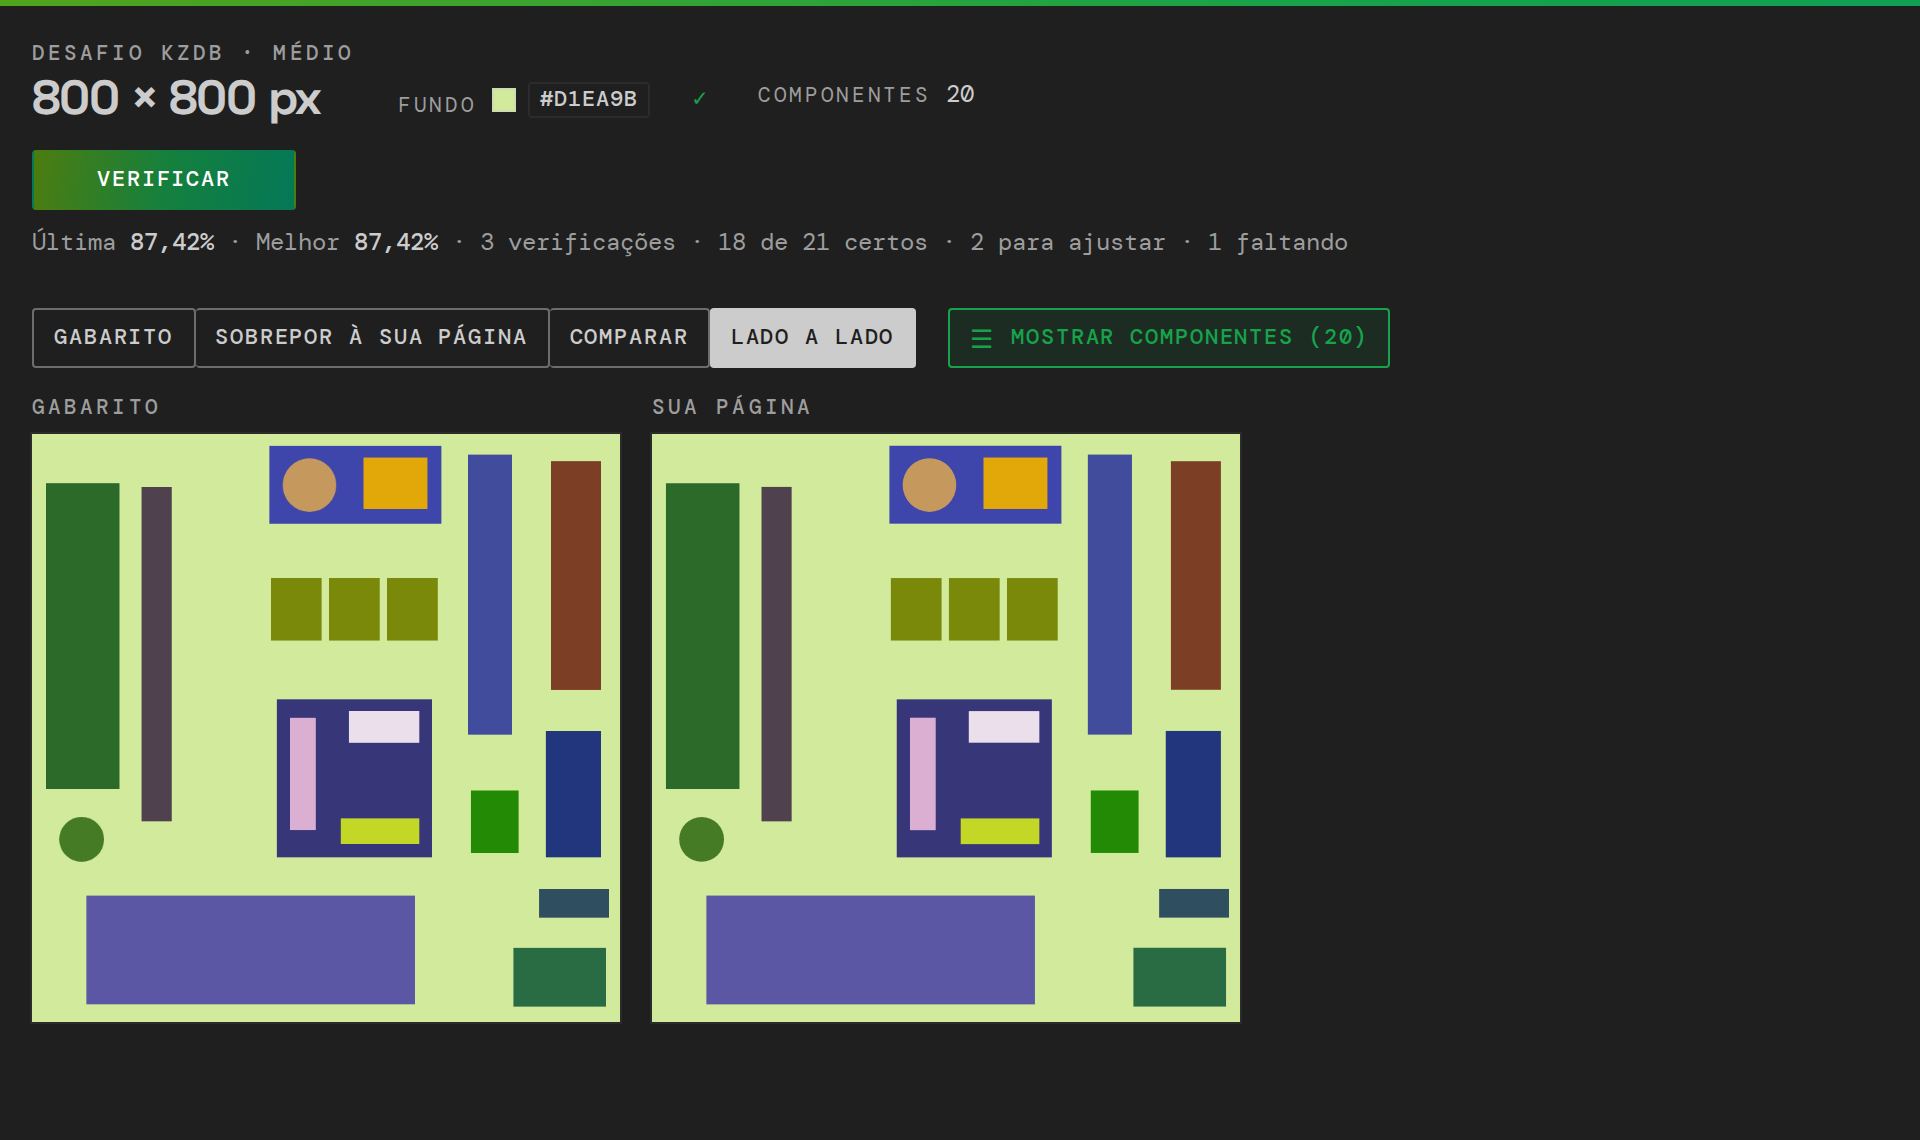 DESAFIO KZDB · MÉDIO
800 × 800 px
FUNDO #D1EA9B ✓ COMPONENTES 20
VERIFICAR
Última 87,42% · Melhor 87,42% · 3 verificações · 18 de 21 certos · 2 para ajustar · 1 faltando
GABARITO SOBREPOR À SUA PÁGINA COMPARAR LADO A LADO ☰ MOSTRAR COMPONENTES (20)
GABARITO SUA PÁGINA